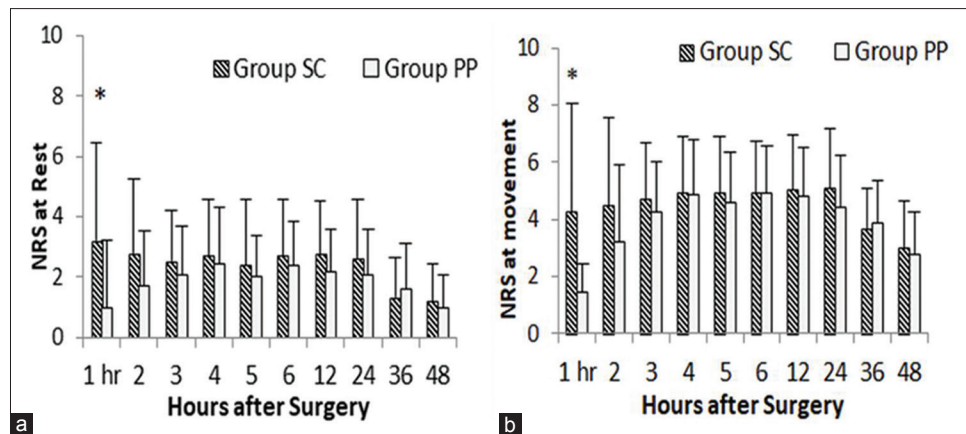 10
8
6
4
2
0
NRS at Rest
Group SC Group PP
*
1 hr 2 3 4 5 6 12 24 36 48
Hours after Surgery
a
10
8
6
4
2
0
NRS at movement
Group SC Group PP
*
1 hr 2 3 4 5 6 12 24 36 48
Hours after Surgery
b